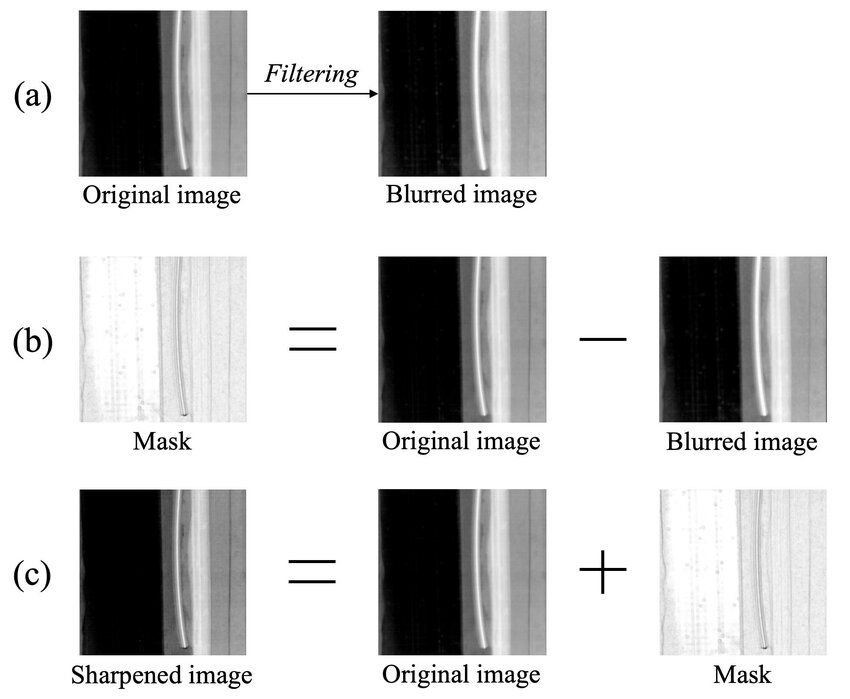 (a)
Filtering
Original image
Blurred image
(b)
=
−
Mask
Original image
Blurred image
(c)
=
+
Sharpened image
Original image
Mask